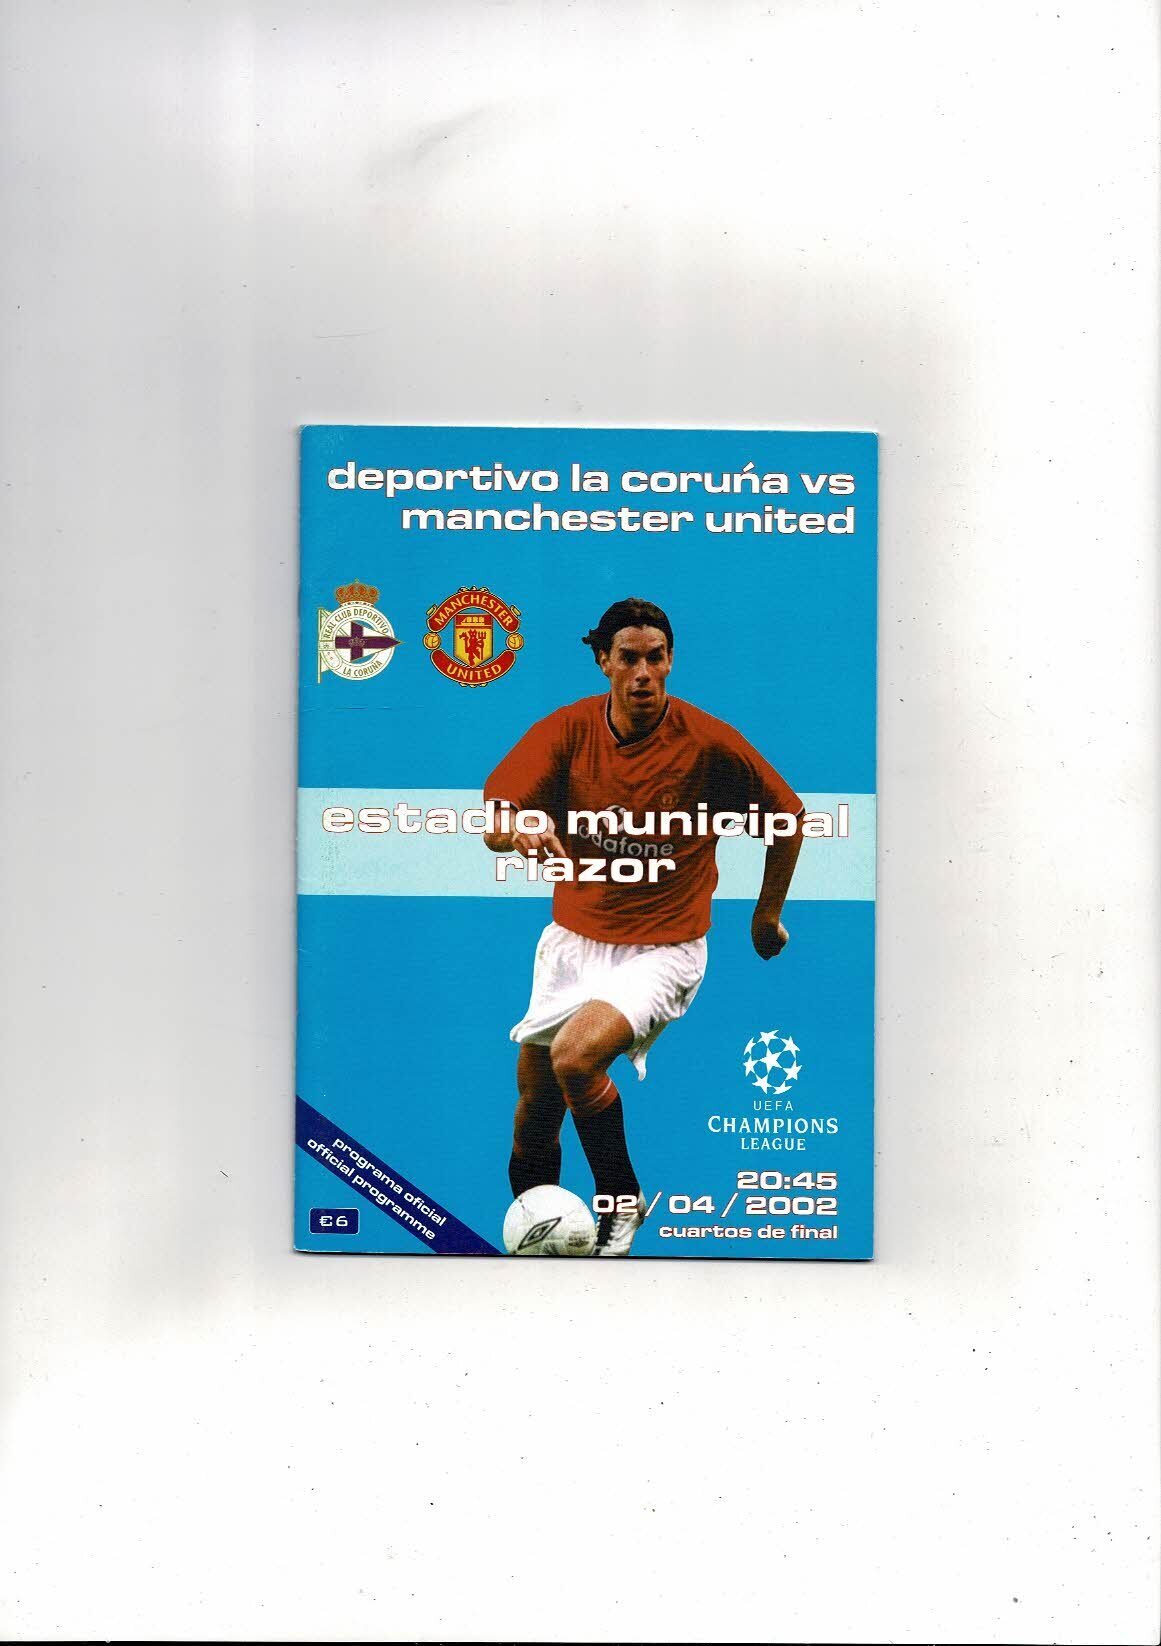 deportivo la coruńa vs
manchester united
REAL CLUB DEPORTIVO
LA CORUÑA
MANCHESTER
UNITED
estadio municipal
riazor
vodafone
UEFA
CHAMPIONS
LEAGUE
20:45
02/04/2002
cuartos de final
programa oficial
official programme
€6